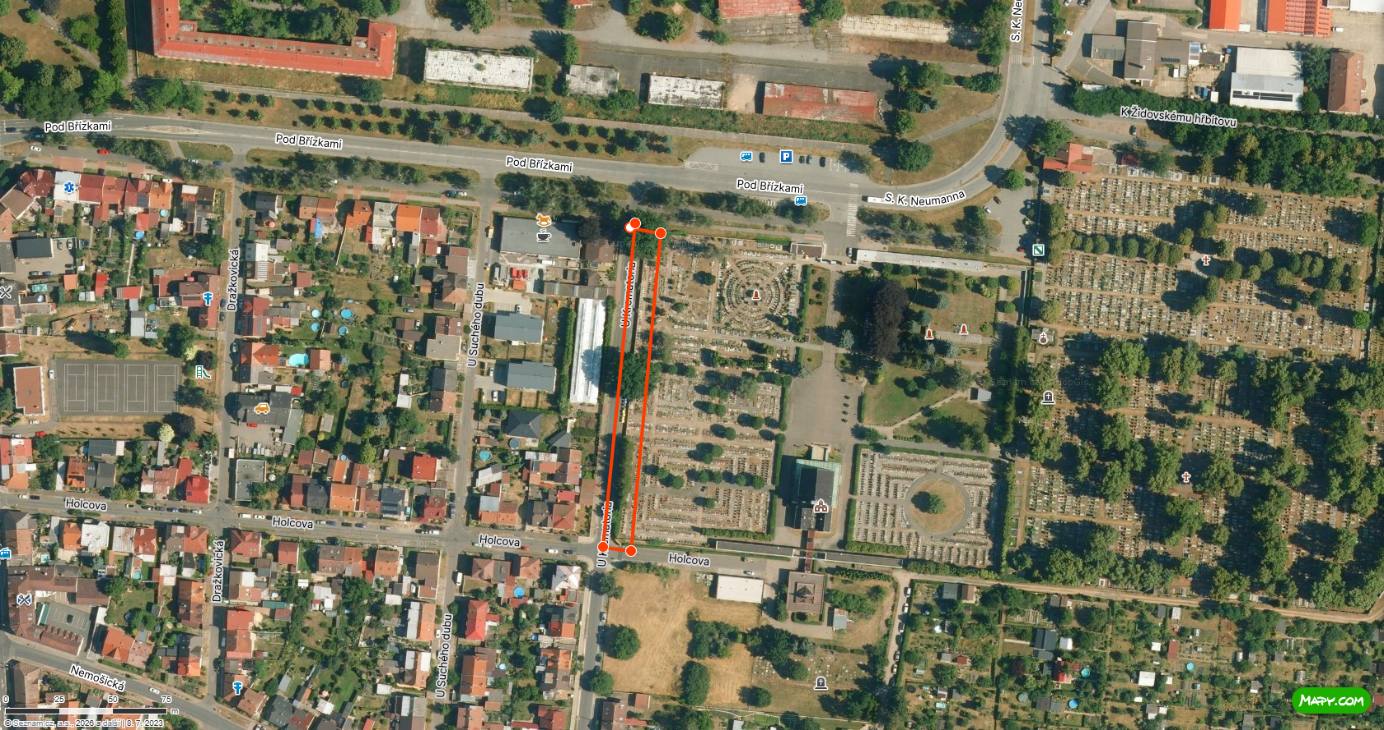 S. K. Ne
Pod Břízkami
Pod Břízkami
Pod Břízkami
Pod Břízkami
K Židovskému hřbitovu
S. K. Neumanna
P
Dražkovická
U Suchého dubu
Holcova
Holcova
Holcova
Holcova
Dražkovická
U Suchého dubu
Nemošická
0 25 50 75
m
Mapy.com